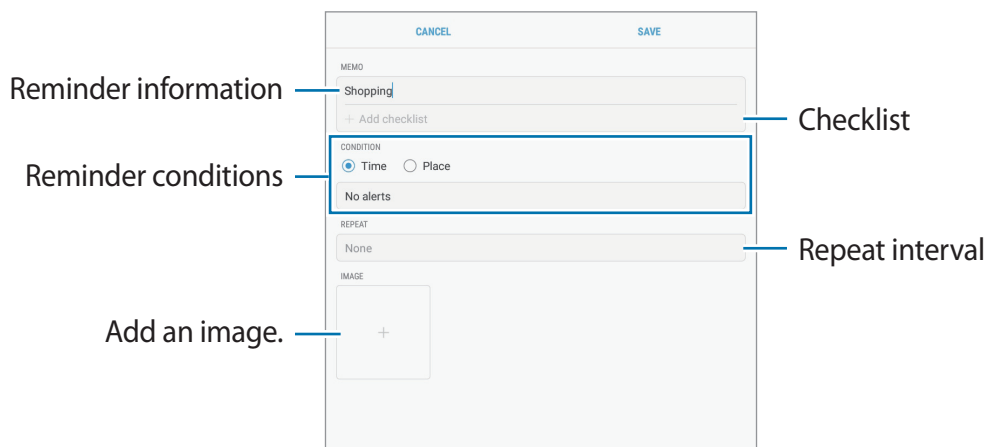 CANCEL SAVE
MEMO
Reminder information
Shopping
+ Add checklist
Checklist
CONDITION
Time Place
Reminder conditions
No alerts
REPEAT
None
Repeat interval
IMAGE
Add an image.
+